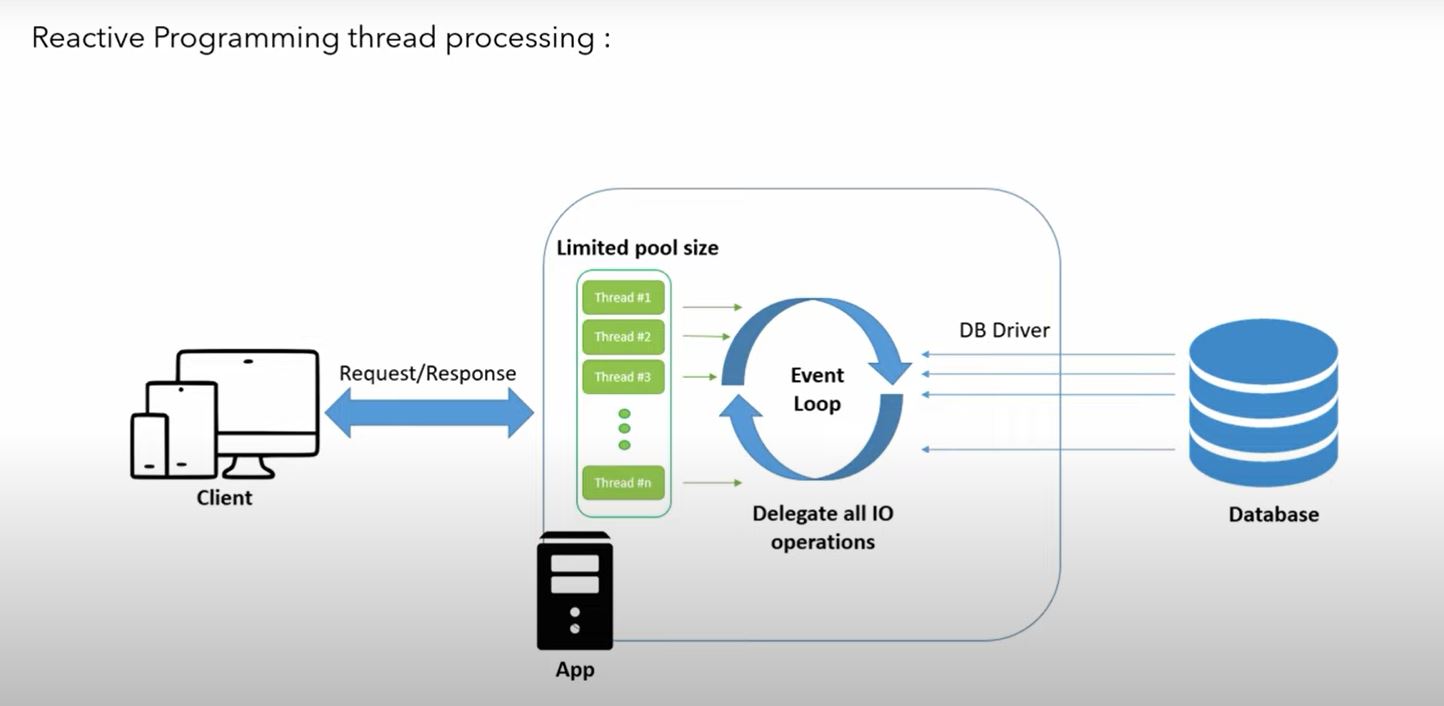 Reactive Programming thread processing :
Limited pool size
Thread #1
Thread #2
Thread #3
Thread #n
Request/Response
Client
Event
Loop
Delegate all IO
operations
DB Driver
Database
App